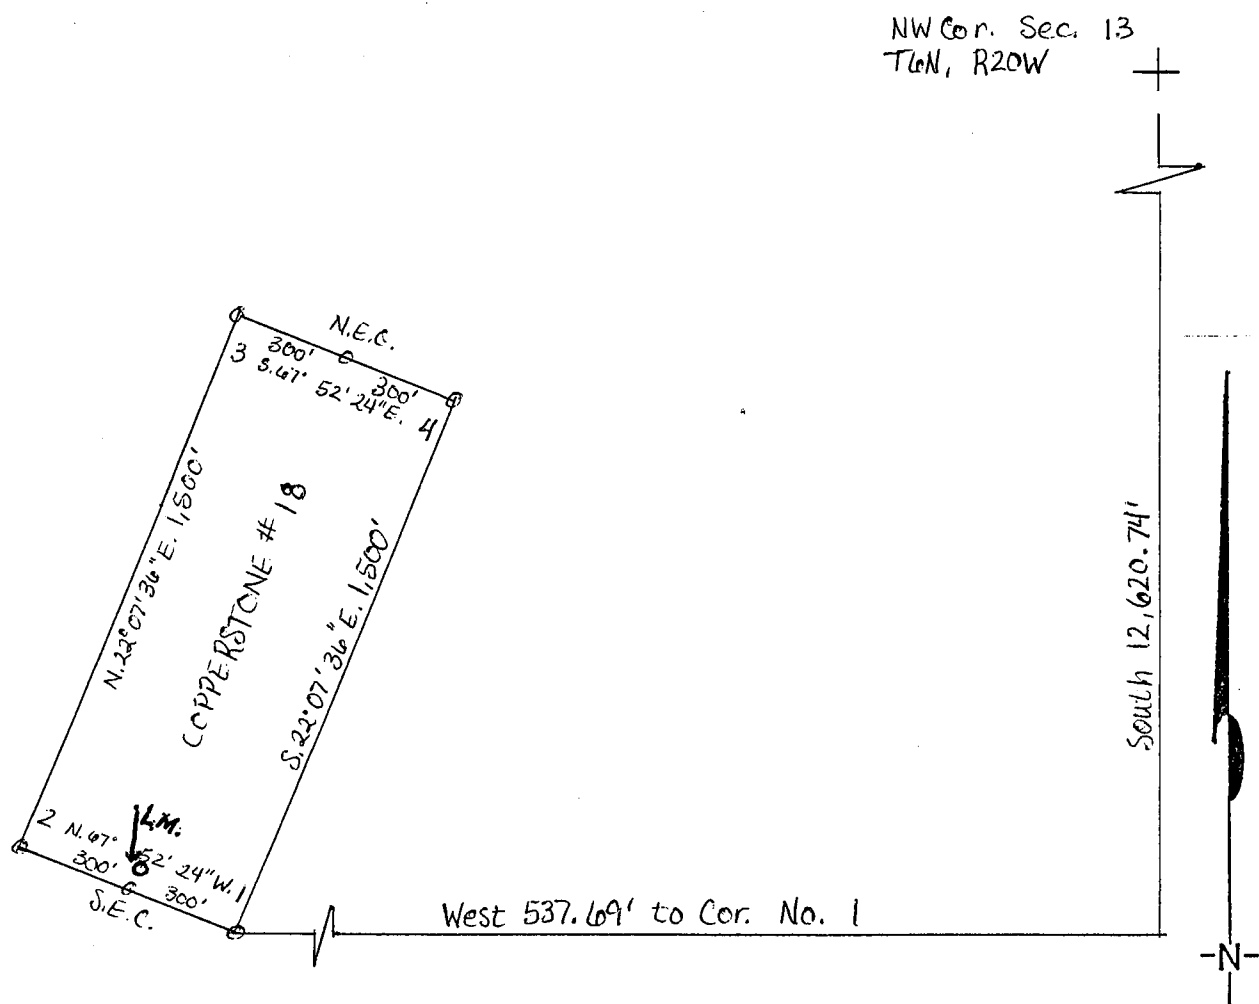 NW Cor. Sec. 13
T6N, R20W
N.E.C.
300'
300'
3
S.67° 52' 24"E.
4
N.22°07'36"E. 1,500'
COPPERSTONE # 18
S.22°07'36"E. 1,500'
South 12,620.74'
L.M.
2
N.67° 52' 24"W.
1
300'
300'
S.E.C.
West 537.69' to Cor. No. 1
-N-